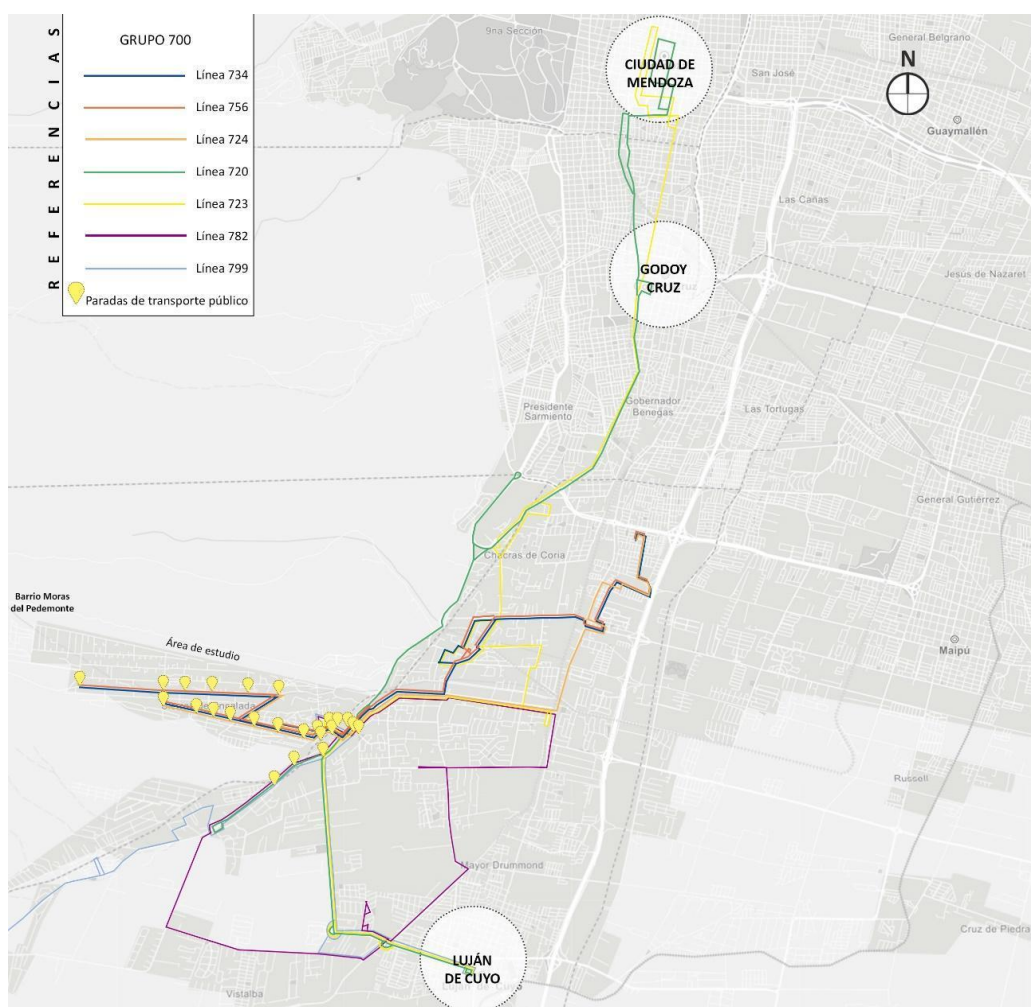 REFERENCIAS
GRUPO 700
Línea 734
Línea 756
Línea 724
Línea 720
Línea 723
Línea 782
Línea 799
Paradas de transporte público
9na Sección
CIUDAD DE
MENDOZA
General Belgrano
San José
N
Guaymallén
Las Cañas
GODOY
CRUZ
Jesus de Nazaret
Presidente
Sarmiento
Gobernador
Benegas
Las Tortugas
General Gutiérrez
Chacras de Coria
Barrio Moras
del Pedemonte
Área de estudio
Maipú
Russell
Mayor Drummond
LUJÁN
DE CUYO
Cruz de Piedra
Vistalba